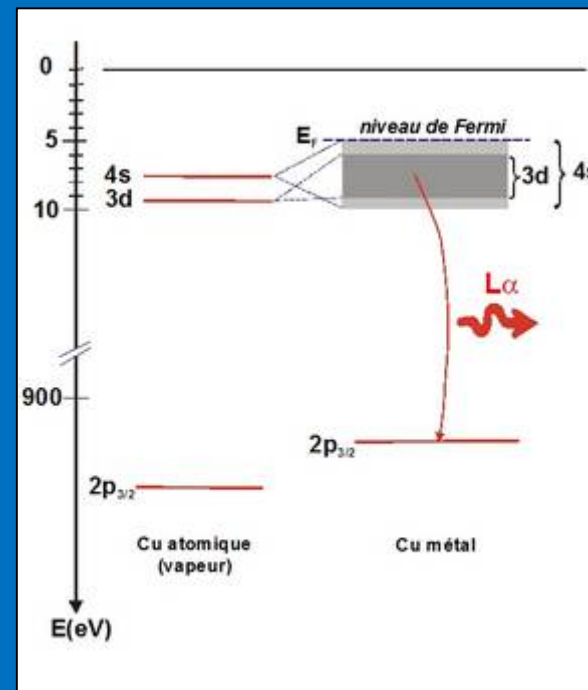 0
niveau de Fermi
E_F
5
4s
3d
3d
4s
10
Lα
900
2p3/2
2p3/2
Cu atomique
(vapeur)
Cu métal
E(eV)